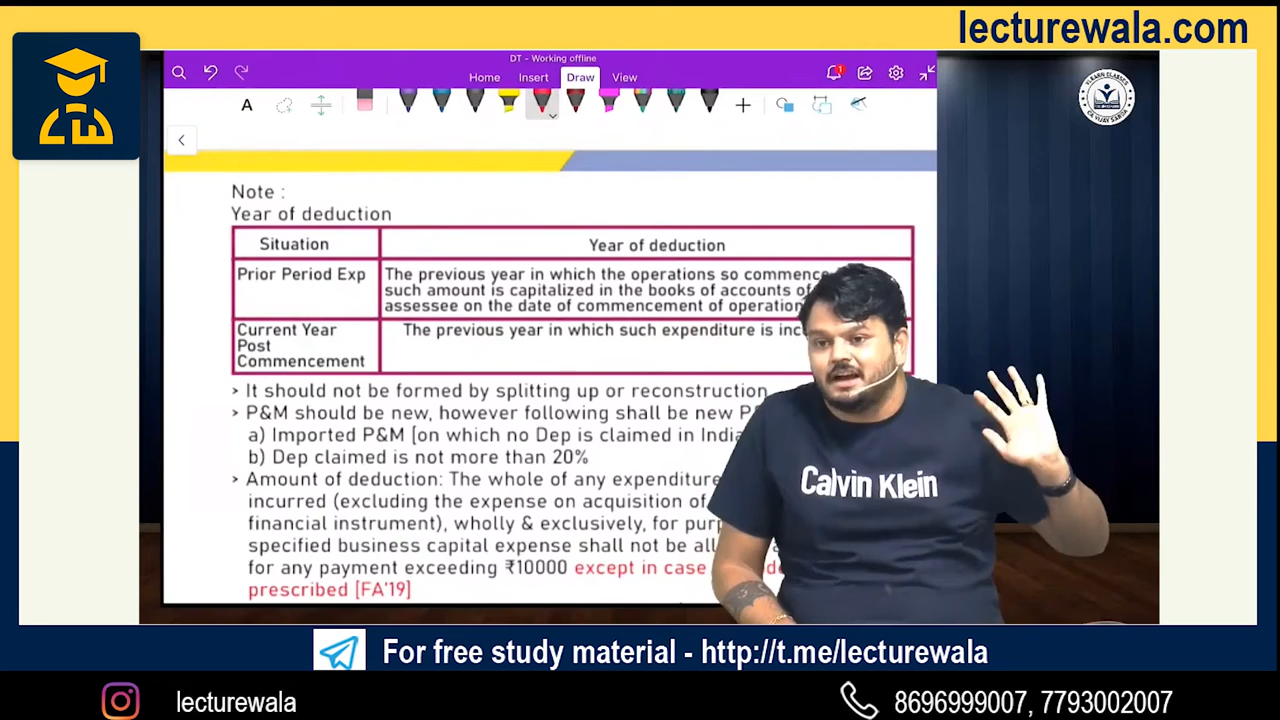 lecturewala.com
DT - Working offline
Home Insert Draw View
1
A
Note :
Year of deduction
Situation Year of deduction
Prior Period Exp The previous year in which the operations so commence
such amount is capitalized in the books of accounts of
assessee on the date of commencement of operation
Current Year The previous year in which such expenditure is
Post
Commencement
> It should not be formed by splitting up or reconstruction
> P&M should be new, however following shall be new
a) Imported P&M [on which no Dep is claimed in India
b) Dep claimed is not more than 20%
> Amount of deduction: The whole of any expenditure
incurred (excluding the expense on acquisition of
financial instrument), wholly & exclusively, for
specified business capital expense shall not be
for any payment exceeding ₹10000 except in case
prescribed [FA'19]
Calvin Klein
For free study material - http://t.me/lecturewala
lecturewala
8696999007, 7793002007